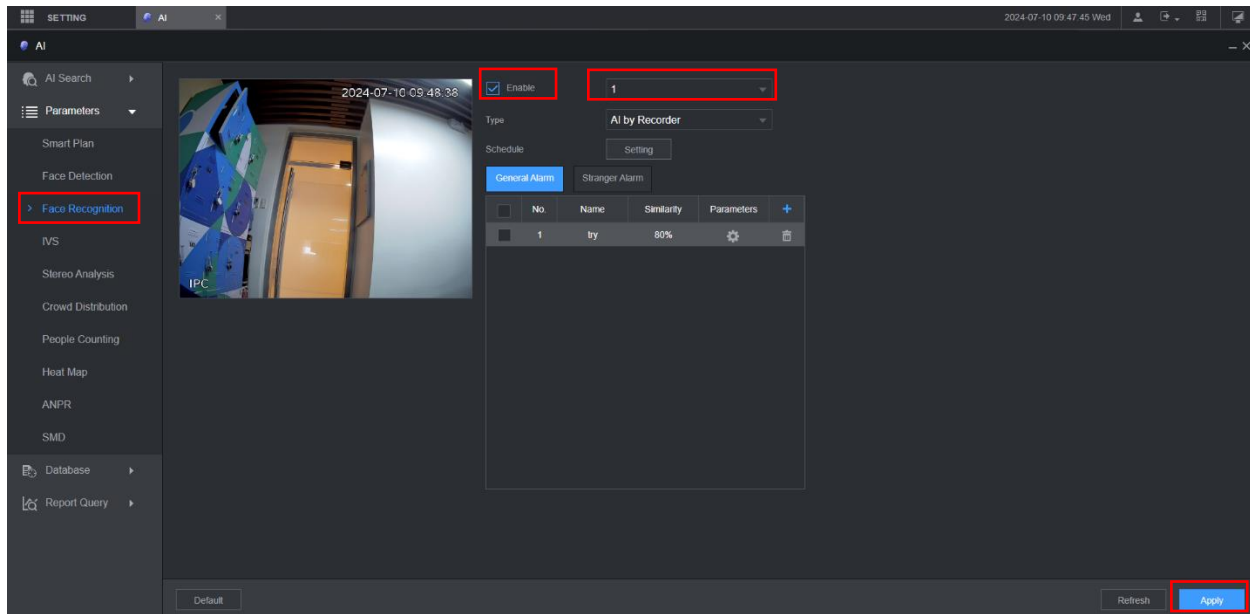 SETTING AI × 2024-07-10 09:47:45 Wed
AI
AI Search
Parameters
Smart Plan
Face Detection
Face Recognition
IVS
Stereo Analysis
Crowd Distribution
People Counting
Heat Map
ANPR
SMD
Database
Report Query
2024-07-10 09:48:38
IPC
Enable 1
Type AI by Recorder
Schedule Setting
General Alarm Stranger Alarm
No. Name Similarity Parameters +
1 try 80%
Default Refresh Apply